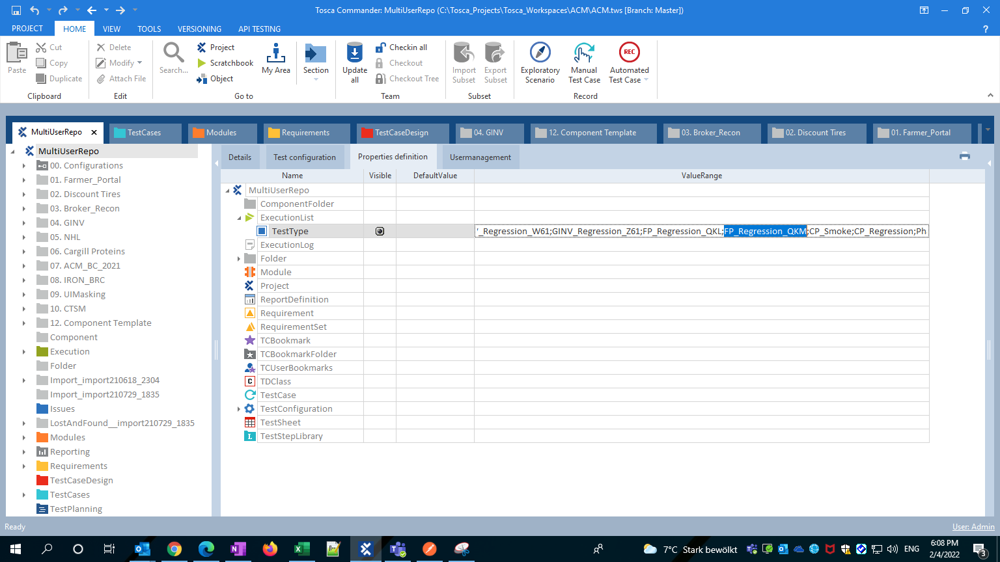 Tosca Commander: MultiUserRepo (C:\Tosca_Projects\Tosca_Workspaces\ACM\ACM.tws [Branch: Master])
PROJECT HOME VIEW TOOLS VERSIONING API TESTING ?
Paste
Cut
Copy
Duplicate
Clipboard
Delete
Modify
Attach File
Edit
Search...
Project
Scratchbook
Object
My Area
Section
Go to
Update all
Checkin all
Checkout
Checkout Tree
Team
Import Subset
Export Subset
Subset
Exploratory Scenario
Manual Test Case
REC
Automated Test Case
Record
MultiUserRepo x TestCases Modules Requirements TestCaseDesign 04. GINV 12. Component Template 03. Broker_Recon 02. Discount Tires 01. Farmer_Portal
MultiUserRepo
00. Configurations
01. Farmer_Portal
02. Discount Tires
03. Broker_Recon
04. GINV
05. NHL
06. Cargill Proteins
07. ACM_BC_2021
08. IRON_BRC
09. UIMasking
10. CTSM
12. Component Template
Component
Execution
Folder
Import_import210618_2304
Import_import210729_1835
Issues
LostAndFound__import210729_1835
Modules
Reporting
Requirements
TestCaseDesign
TestCases
TestPlanning
Details Test configuration Properties definition Usermanagement
Name Visible DefaultValue ValueRange
MultiUserRepo
ComponentFolder
ExecutionList
TestType '_Regression_W61;GINV_Regression_Z61;FP_Regression_QKL;FP_Regression_QKM;CP_Smoke;CP_Regression;Ph
ExecutionLog
Folder
Module
Project
ReportDefinition
Requirement
RequirementSet
TCBookmark
TCBookmarkFolder
TCUserBookmarks
C TDClass
TestCase
TestConfiguration
TestSheet
L TestStepLibrary
Ready User: Admin
7°C Stark bewölkt ENG 6:08 PM
2/4/2022 3